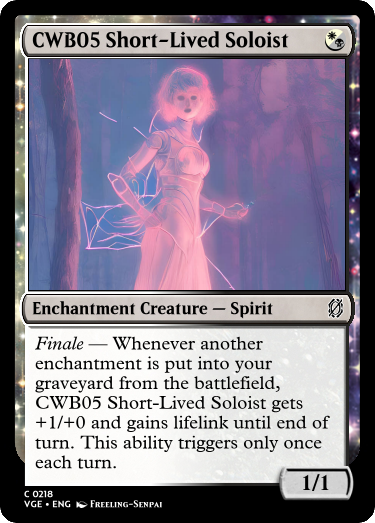 CWB05 Short-Lived Soloist
Enchantment Creature — Spirit
Finale — Whenever another
enchantment is put into your
graveyard from the battlefield,
CWB05 Short-Lived Soloist gets
+1/+0 and gains lifelink until end of
turn. This ability triggers only once
each turn.
1/1
C 0218
VGE • ENG Freeling-Senpai